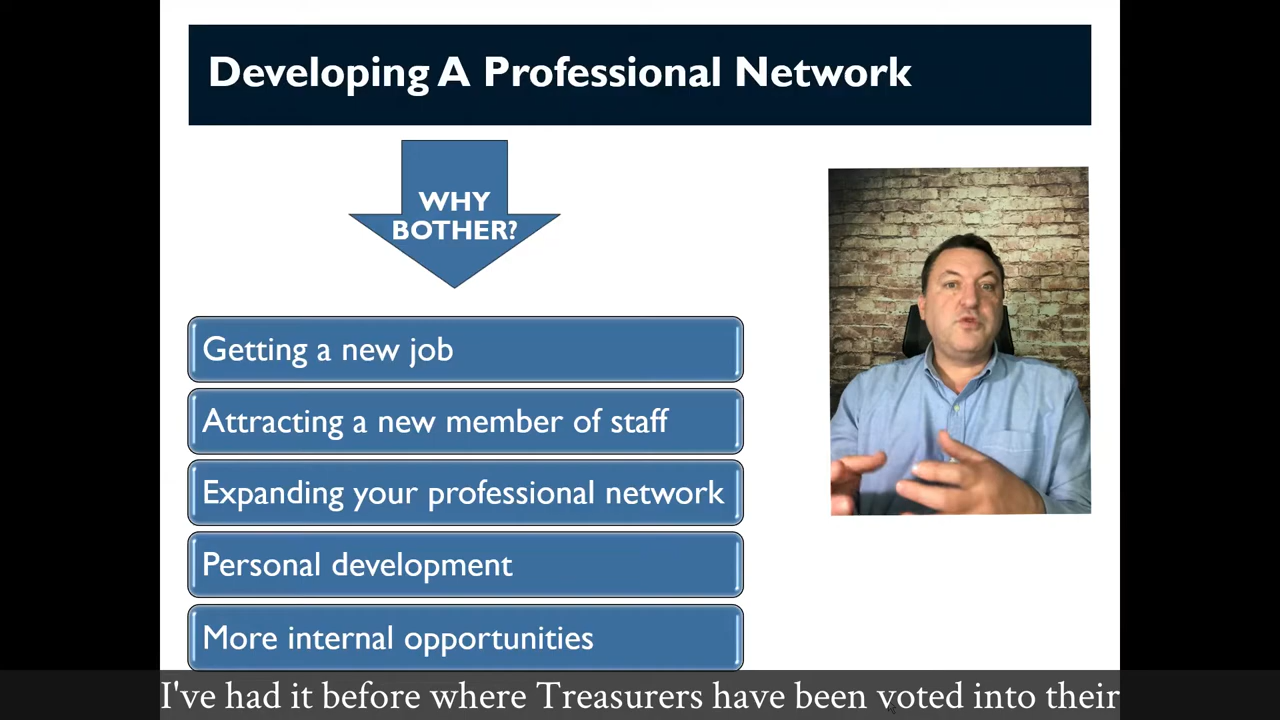 Developing A Professional Network
WHY
BOTHER?
Getting a new job
Attracting a new member of staff
Expanding your professional network
Personal development
More internal opportunities
I've had it before where Treasurers have been voted into their